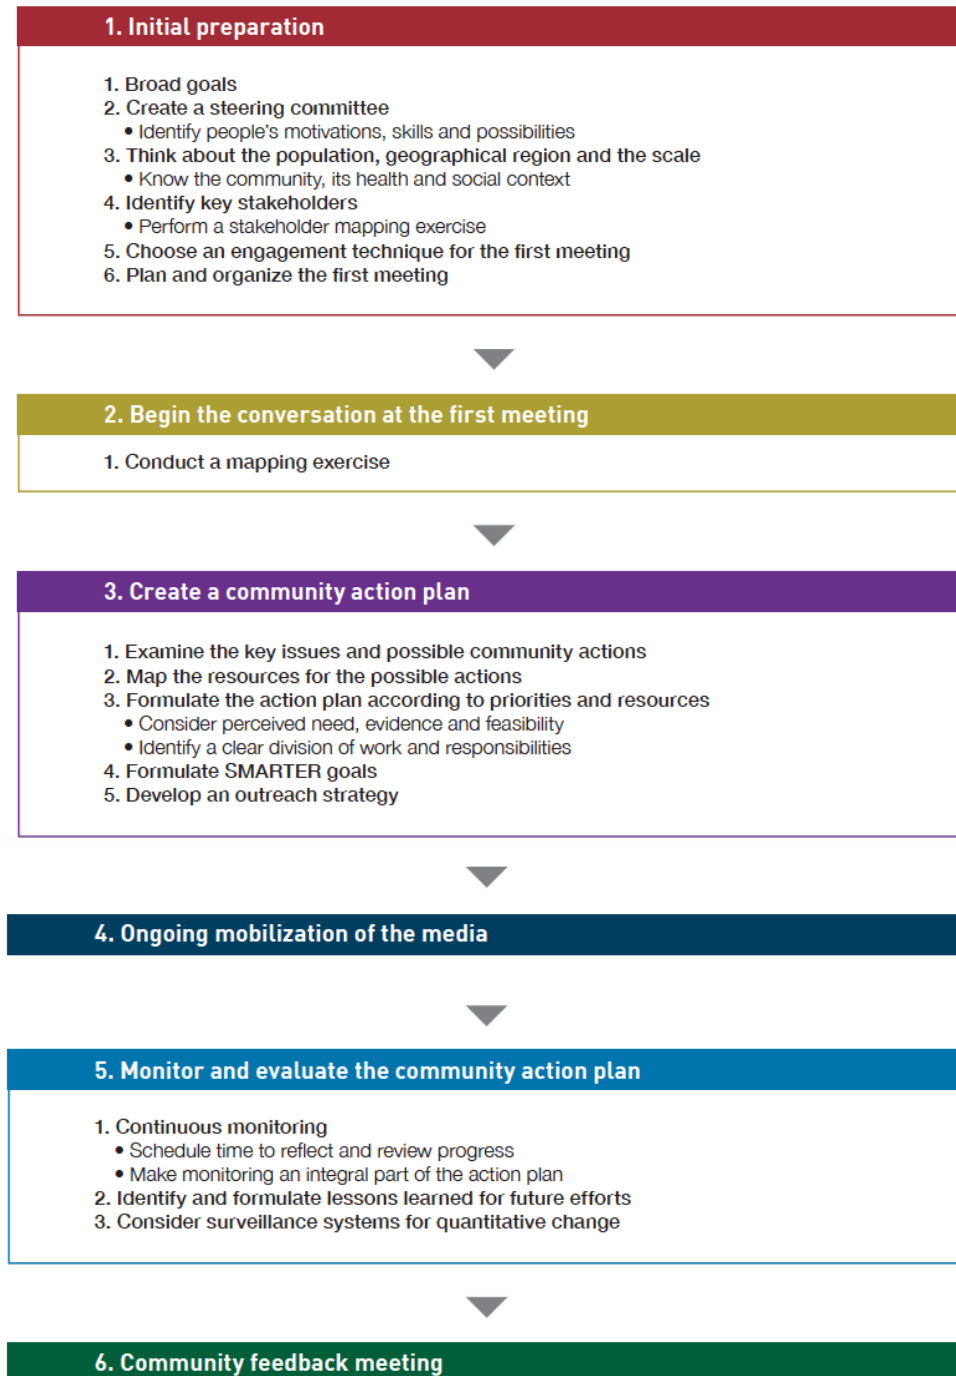 1. Initial preparation
1. Broad goals
2. Create a steering committee
• Identify people's motivations, skills and possibilities
3. Think about the population, geographical region and the scale
• Know the community, its health and social context
4. Identify key stakeholders
• Perform a stakeholder mapping exercise
5. Choose an engagement technique for the first meeting
6. Plan and organize the first meeting
2. Begin the conversation at the first meeting
1. Conduct a mapping exercise
3. Create a community action plan
1. Examine the key issues and possible community actions
2. Map the resources for the possible actions
3. Formulate the action plan according to priorities and resources
• Consider perceived need, evidence and feasibility
• Identify a clear division of work and responsibilities
4. Formulate SMARTER goals
5. Develop an outreach strategy
4. Ongoing mobilization of the media
5. Monitor and evaluate the community action plan
1. Continuous monitoring
• Schedule time to reflect and review progress
• Make monitoring an integral part of the action plan
2. Identify and formulate lessons learned for future efforts
3. Consider surveillance systems for quantitative change
6. Community feedback meeting